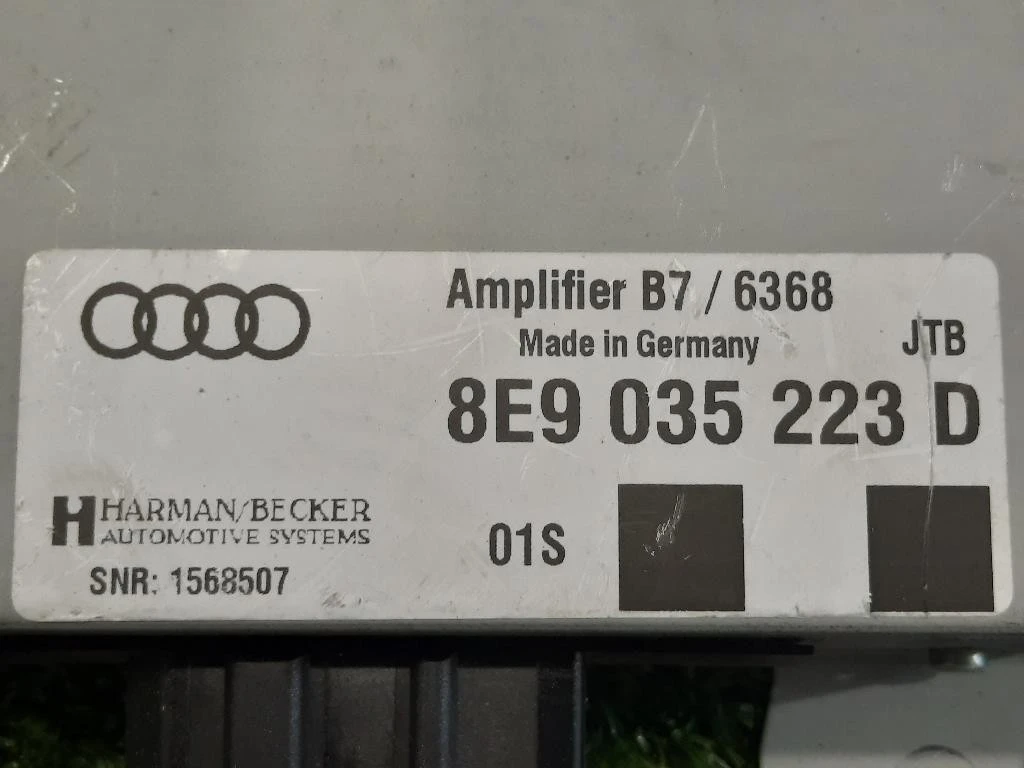 Amplifier B7 / 6368
Made in Germany
JTB
8E9 035 223 D
H HARMAN/BECKER
AUTOMOTIVE SYSTEMS
01S
SNR: 1568507